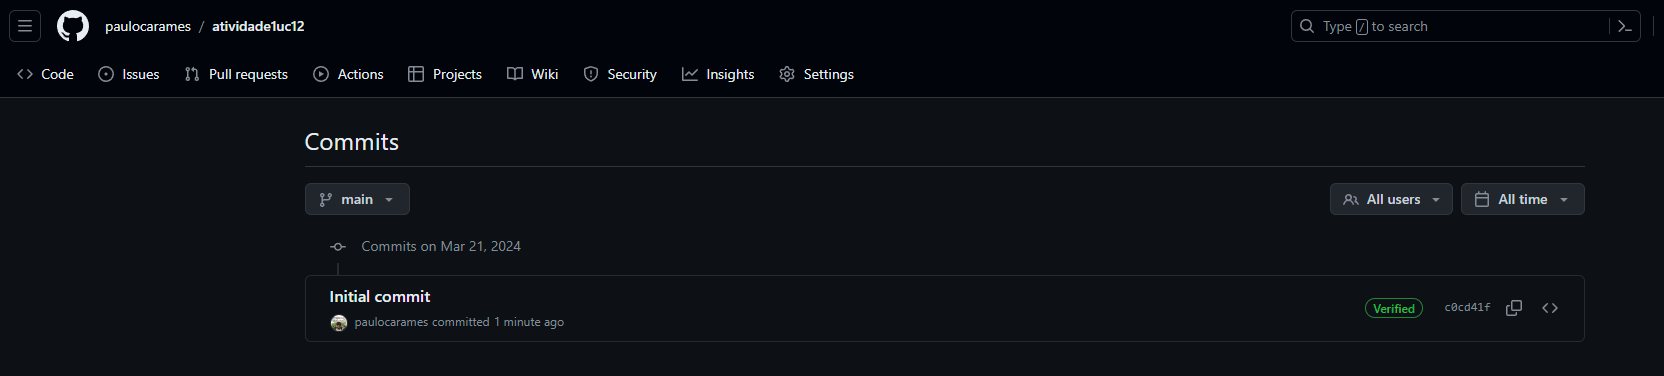 paulocarames / atividade1uc12
Type / to search
Code Issues Pull requests Actions Projects Wiki Security Insights Settings
Commits
main
All users All time
Commits on Mar 21, 2024
Initial commit
Verified c0cd41f
paulocarames committed 1 minute ago